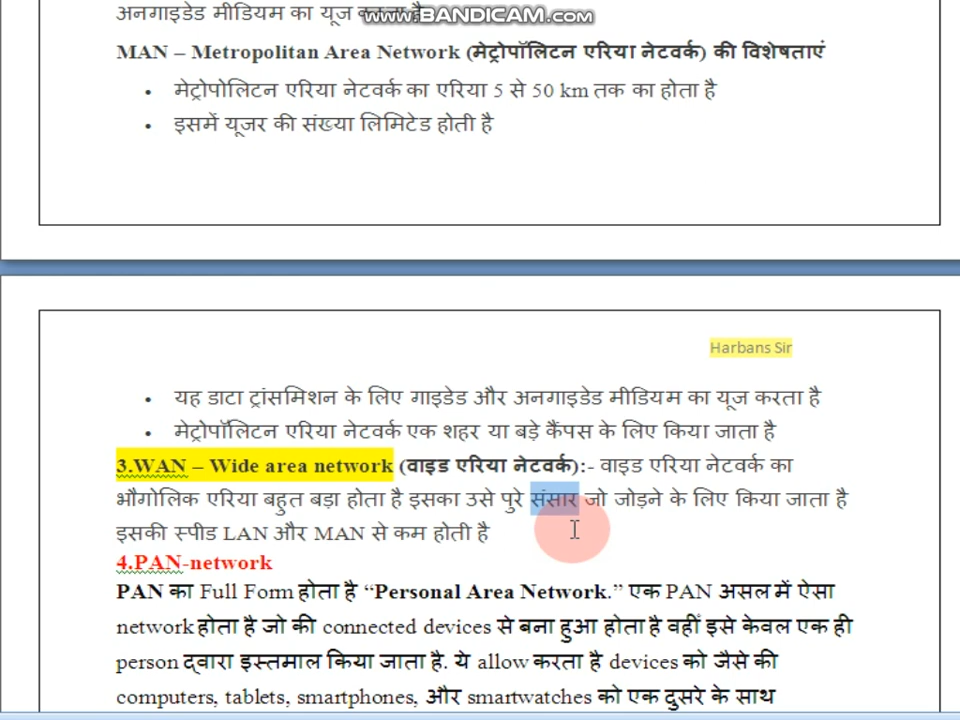 अनगाइडेड मीडियम का यूज करता है
WWW.BANDICAM.COM
MAN – Metropolitan Area Network (मेट्रोपॉलिटन एरिया नेटवर्क) की विशेषताएं
• मेट्रोपोलिटन एरिया नेटवर्क का एरिया 5 से 50 km तक का होता है
• इसमें यूजर की संख्या लिमिटेड होती है
Harbans Sir
• यह डाटा ट्रांसमिशन के लिए गाइडेड और अनगाइडेड मीडियम का यूज करता है
• मेट्रोपॉलिटन एरिया नेटवर्क एक शहर या बड़े कैंपस के लिए किया जाता है
3.WAN – Wide area network (वाइड एरिया नेटवर्क):- वाइड एरिया नेटवर्क का
भौगोलिक एरिया बहुत बड़ा होता है इसका उसे पुरे संसार जो जोड़ने के लिए किया जाता है
इसकी स्पीड LAN और MAN से कम होती है
4.PAN-network
PAN का Full Form होता है “Personal Area Network.” एक PAN असल में ऐसा
network होता है जो की connected devices से बना हुआ होता है वहीँ इसे केवल एक ही
person द्वारा इस्तमाल किया जाता है. ये allow करता है devices को जैसे की
computers, tablets, smartphones, और smartwatches को एक दुसरे के साथ